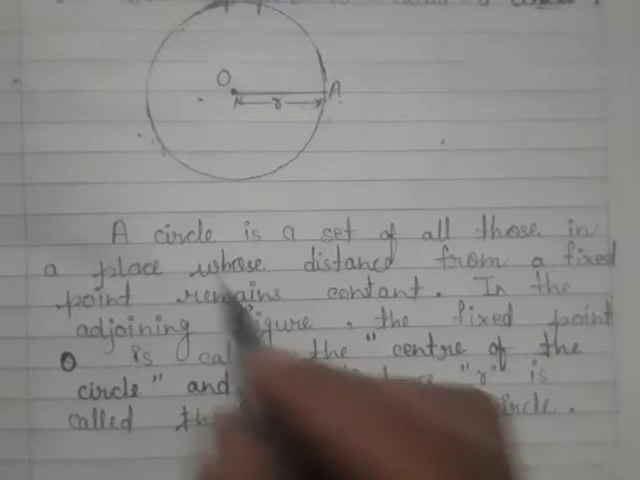 O
A
r
A circle is a set of all those in
a place whose distance from a fixed
point remains contant. In the
adjoining figure, the fixed point
O is the "centre of the
circle" and "r" is
called circle.